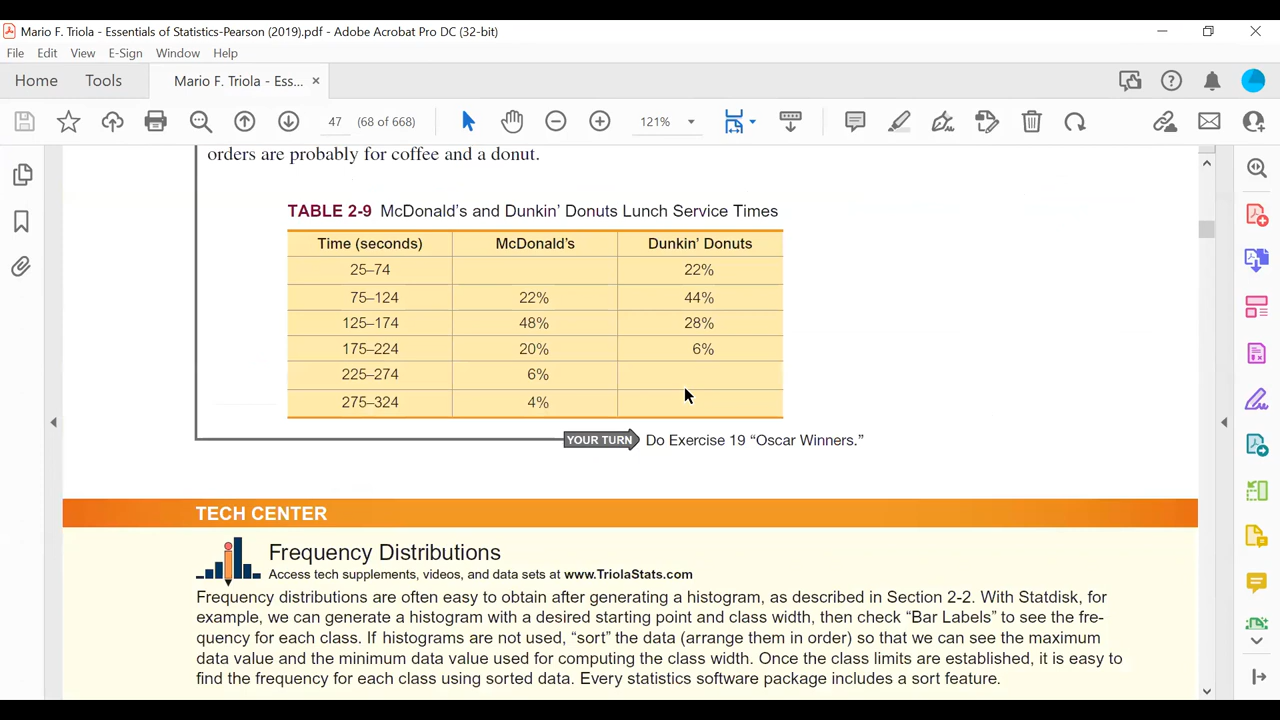 Mario F. Triola - Essentials of Statistics-Pearson (2019).pdf - Adobe Acrobat Pro DC (32-bit)
File Edit View E-Sign Window Help
Home Tools Mario F. Triola - Ess... ×
47 (68 of 668) 121%
orders are probably for coffee and a donut.
TABLE 2-9 McDonald's and Dunkin' Donuts Lunch Service Times
Time (seconds) McDonald's Dunkin' Donuts
25–74 22%
75–124 22% 44%
125–174 48% 28%
175–224 20% 6%
225–274 6%
275–324 4%
YOUR TURN Do Exercise 19 “Oscar Winners.”
TECH CENTER
Frequency Distributions
Access tech supplements, videos, and data sets at www.TriolaStats.com
Frequency distributions are often easy to obtain after generating a histogram, as described in Section 2-2. With Statdisk, for
example, we can generate a histogram with a desired starting point and class width, then check “Bar Labels” to see the fre-
quency for each class. If histograms are not used, “sort” the data (arrange them in order) so that we can see the maximum
data value and the minimum data value used for computing the class width. Once the class limits are established, it is easy to
find the frequency for each class using sorted data. Every statistics software package includes a sort feature.